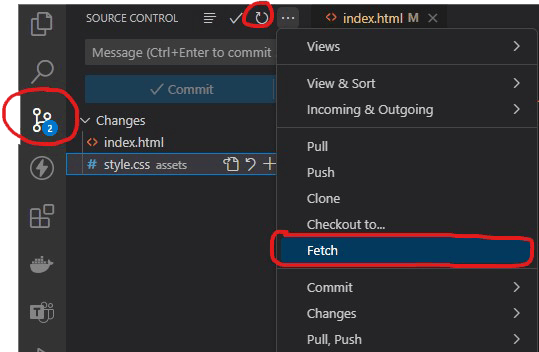 SOURCE CONTROL
index.html M
Message (Ctrl+Enter to commit
Commit
2
Changes
index.html
# style.css assets
Views
View & Sort
Incoming & Outgoing
Pull
Push
Clone
Checkout to...
Fetch
Commit
Changes
Pull, Push
T